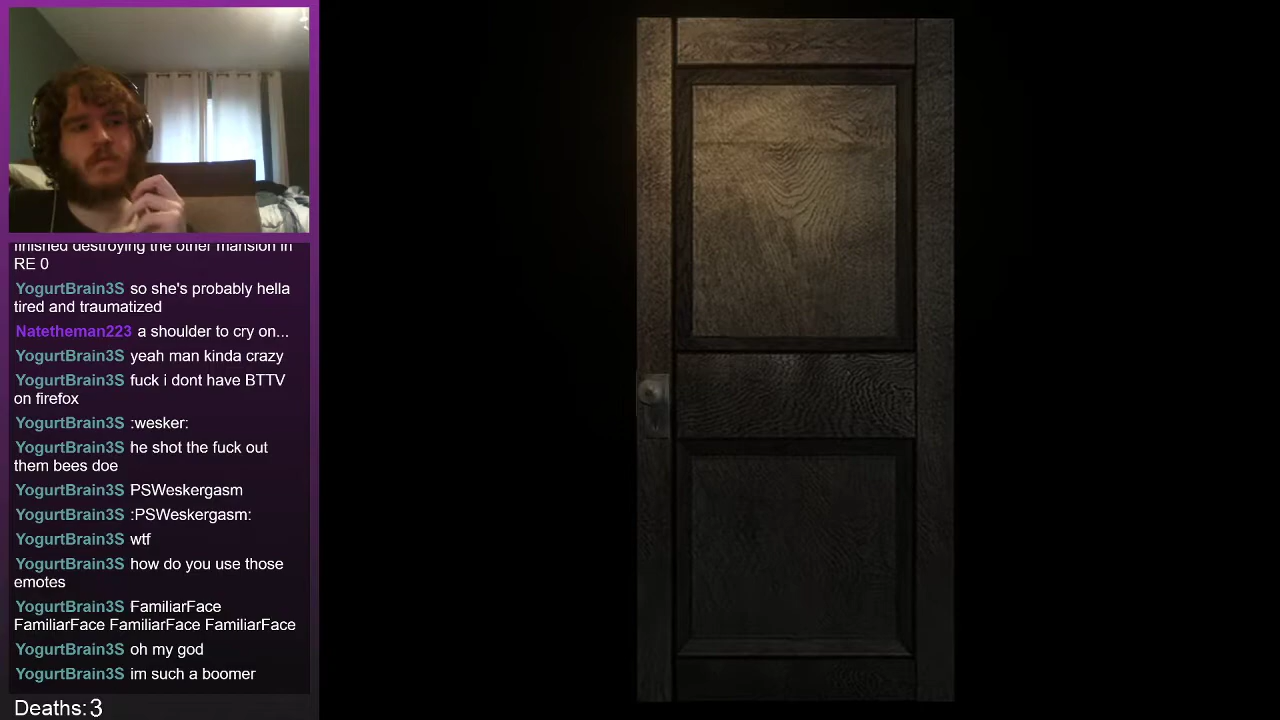 finished destroying the other mansion in
RE 0
YogurtBrain3S so she's probably hella
tired and traumatized
Natetheman223 a shoulder to cry on...
YogurtBrain3S yeah man kinda crazy
YogurtBrain3S fuck i dont have BTTV
on firefox
YogurtBrain3S :wesker:
YogurtBrain3S he shot the fuck out
them bees doe
YogurtBrain3S PSWeskergasm
YogurtBrain3S :PSWeskergasm:
YogurtBrain3S wtf
YogurtBrain3S how do you use those
emotes
YogurtBrain3S FamiliarFace
FamiliarFace FamiliarFace FamiliarFace
YogurtBrain3S oh my god
YogurtBrain3S im such a boomer
Deaths:3